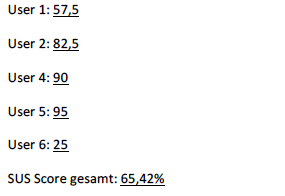 User 1: 57,5
User 2: 82,5
User 4: 90
User 5: 95
User 6: 25
SUS Score gesamt: 65,42%